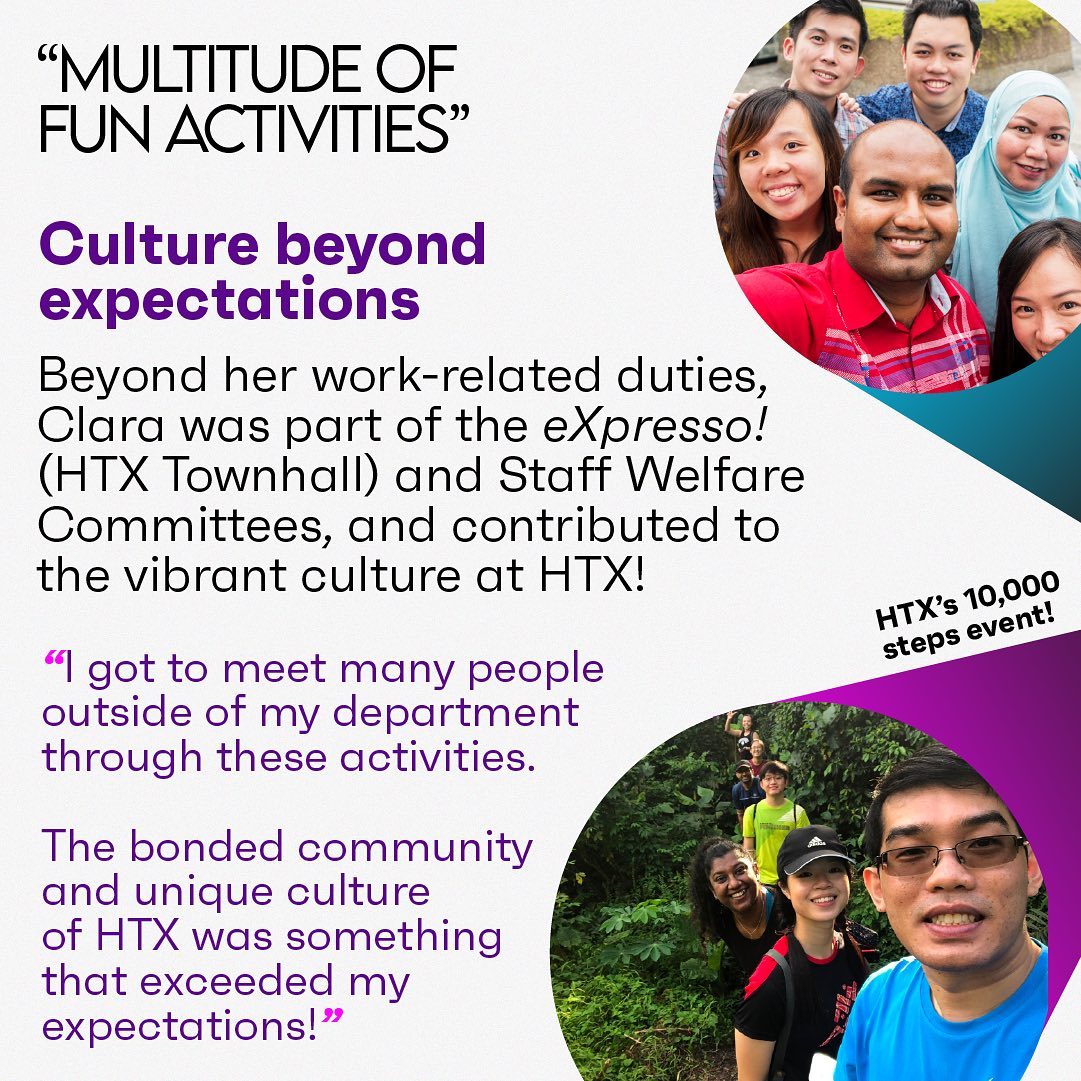 “MULTITUDE OF
FUN ACTIVITIES”
Culture beyond
expectations
Beyond her work-related duties,
Clara was part of the eXpresso!
(HTX Townhall) and Staff Welfare
Committees, and contributed to
the vibrant culture at HTX!
HTX’s 10,000
steps event!
“I got to meet many people
outside of my department
through these activities.
The bonded community
and unique culture
of HTX was something
that exceeded my
expectations!”
adidas